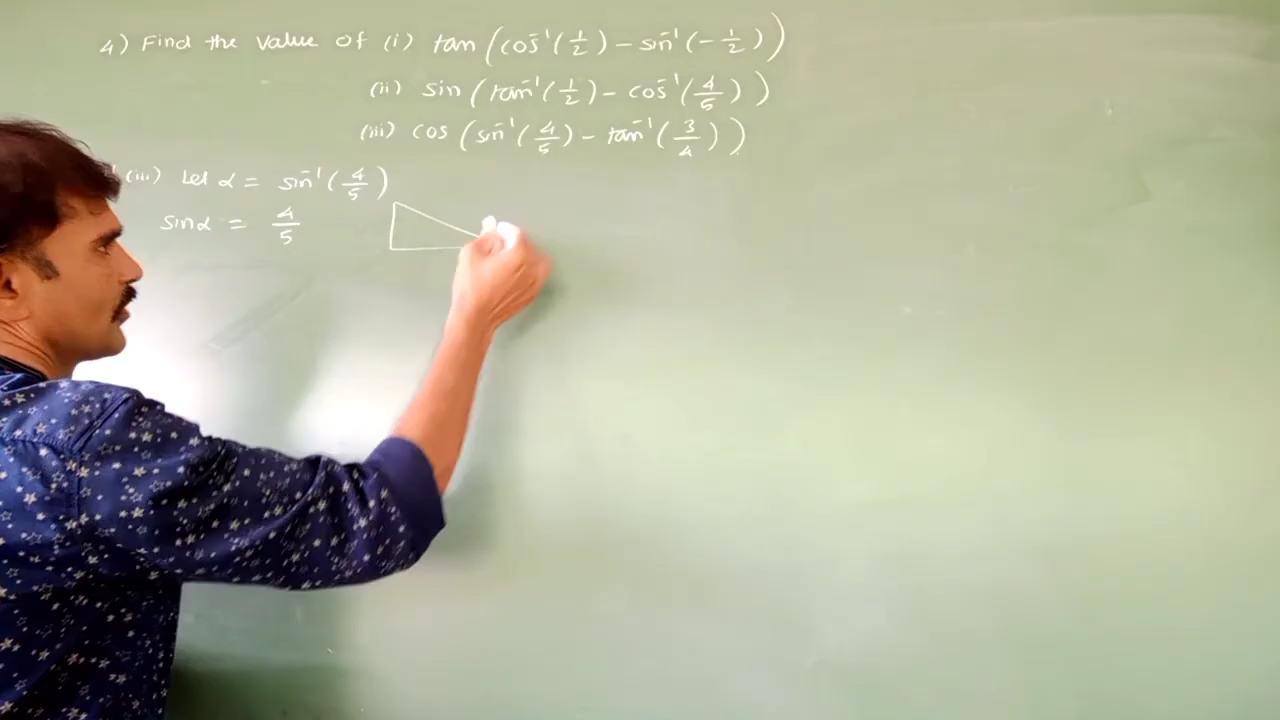 4) Find the value of (i) tan (cos⁻¹(1/2) − sin⁻¹(−1/2))
(ii) sin (tan⁻¹(1/2) − cos⁻¹(4/5))
(iii) cos (sin⁻¹(4/5) − tan⁻¹(3/4)).
(iii) Let α = sin⁻¹(4/5)
sinα = 4/5